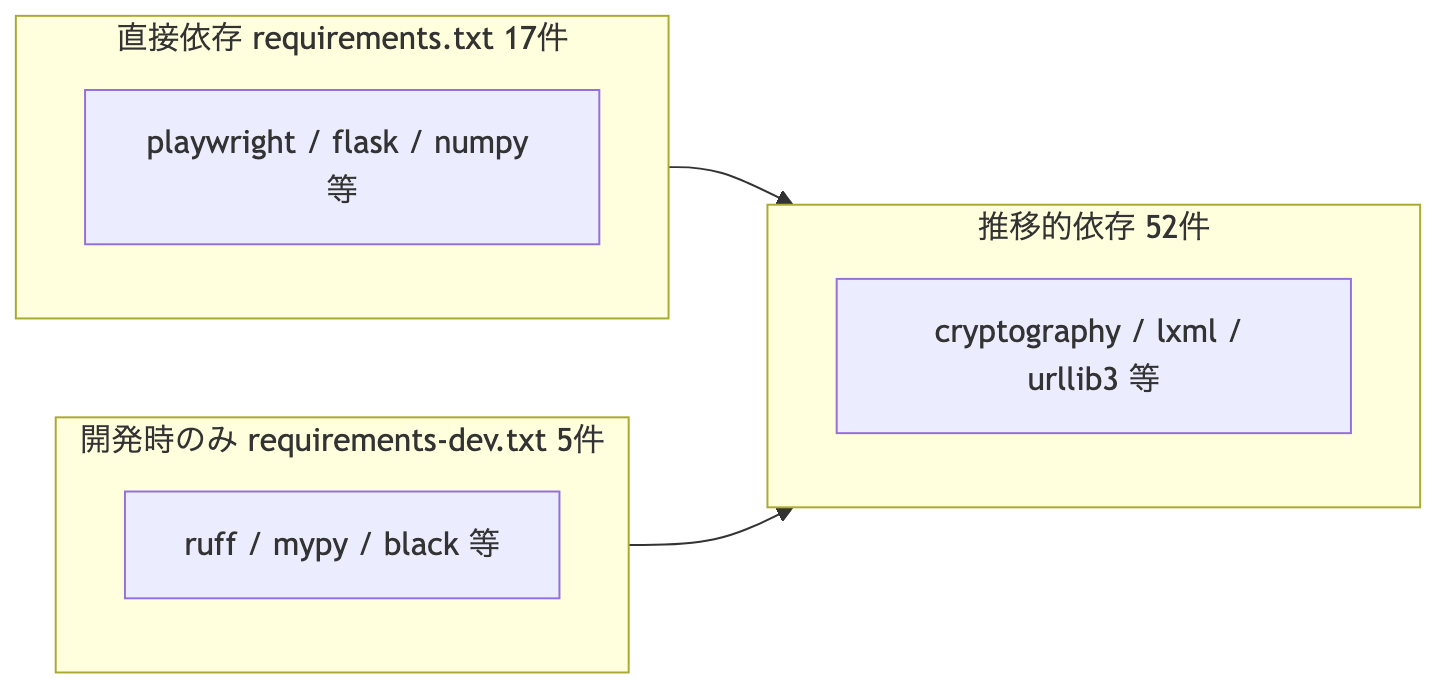 直接依存 requirements.txt 17件
playwright / flask / numpy
等
開発時のみ requirements-dev.txt 5件
ruff / mypy / black 等
推移的依存 52件
cryptography / lxml /
urllib3 等